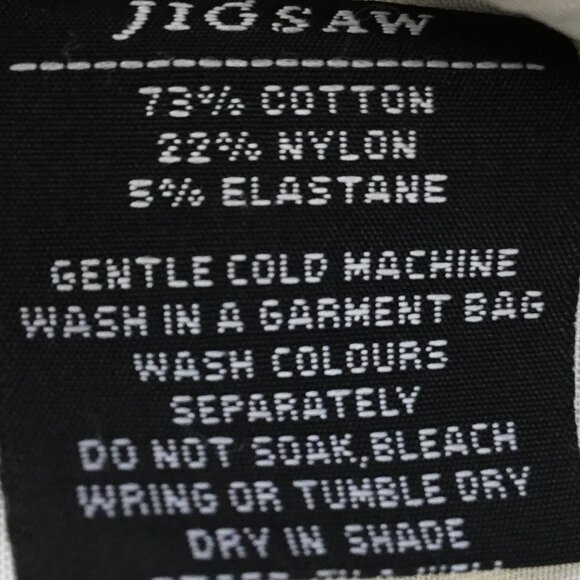 JIGSAW
73% COTTON
22% NYLON
5% ELASTANE
GENTLE COLD MACHINE
WASH IN A GARMENT BAG
WASH COLOURS
SEPARATELY
DO NOT SOAK,BLEACH
WRING OR TUMBLE DRY
DRY IN SHADE